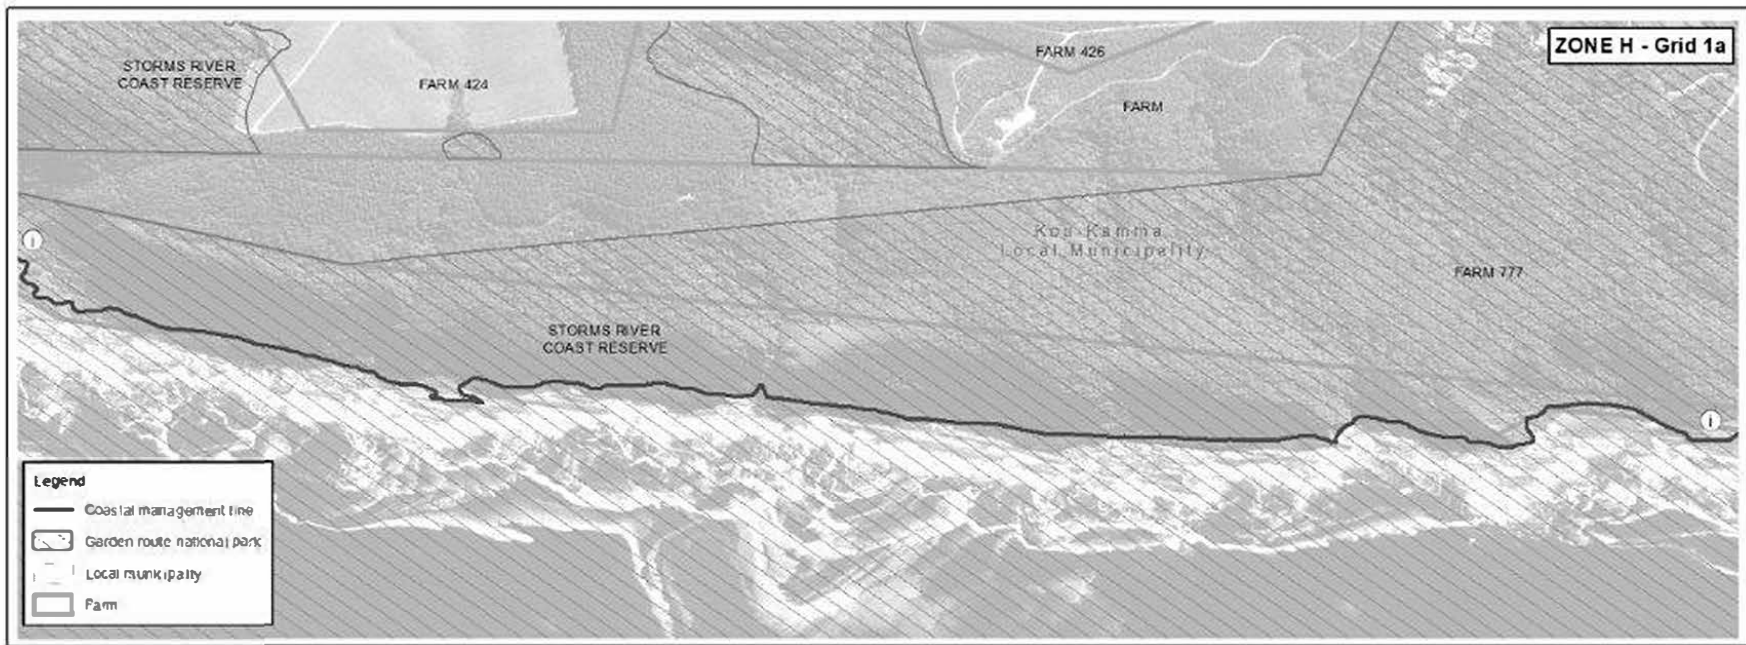 ZONE H - Grid 1a
STORMS RIVER
COAST RESERVE
FARM 424
FARM 426
FARM
Kou-Kamma
Local Municipality
FARM 777
i
STORMS RIVER
COAST RESERVE
i
Legend
Coastal management line
Garden route national park
Local municipality
Farm